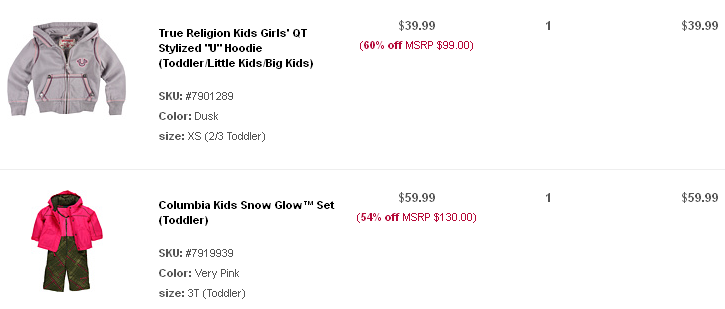 True Religion Kids Girls' QT
Stylized "U" Hoodie
(Toddler/Little Kids/Big Kids)
$39.99
(60% off MSRP $99.00)
1
$39.99
SKU: #7901289
Color: Dusk
size: XS (2/3 Toddler)
Columbia Kids Snow Glow™ Set
(Toddler)
$59.99
(54% off MSRP $130.00)
1
$59.99
SKU: #7919939
Color: Very Pink
size: 3T (Toddler)